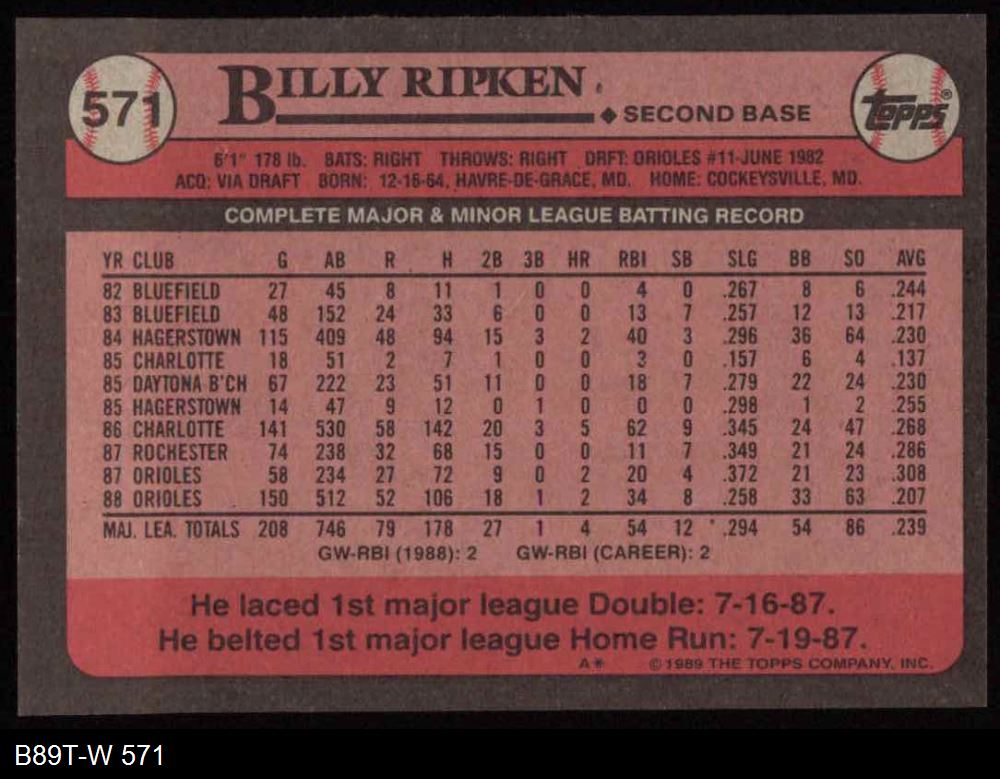 571
BILLY RIPKEN
◆ SECOND BASE
Topps®
6'1" 178 lb. BATS: RIGHT THROWS: RIGHT DRFT: ORIOLES #11-JUNE 1982
ACQ: VIA DRAFT BORN: 12-16-64, HAVRE-DE-GRACE, MD. HOME: COCKEYSVILLE, MD.
COMPLETE MAJOR & MINOR LEAGUE BATTING RECORD
YR CLUB G AB R H 2B 3B HR RBI SB SLG BB SO AVG
82 BLUEFIELD 27 45 8 11 1 0 0 4 0 .267 8 6 .244
83 BLUEFIELD 48 152 24 33 6 0 0 13 7 .257 12 13 .217
84 HAGERSTOWN 115 409 48 94 15 3 2 40 3 .296 36 64 .230
85 CHARLOTTE 18 51 2 7 1 0 0 3 0 .157 6 4 .137
85 DAYTONA B'CH 67 222 23 51 11 0 0 18 7 .279 22 24 .230
85 HAGERSTOWN 14 47 9 12 0 1 0 0 0 .298 1 2 .255
86 CHARLOTTE 141 530 58 142 20 3 5 62 9 .345 24 47 .268
87 ROCHESTER 74 238 32 68 15 0 0 11 7 .349 21 24 .286
87 ORIOLES 58 234 27 72 9 0 2 20 4 .372 21 23 .308
88 ORIOLES 150 512 52 106 18 1 2 34 8 .258 33 63 .207
MAJ. LEA. TOTALS 208 746 79 178 27 1 4 54 12 .294 54 86 .239
GW-RBI (1988): 2 GW-RBI (CAREER): 2
He laced 1st major league Double: 7-16-87.
He belted 1st major league Home Run: 7-19-87.
A* © 1989 THE TOPPS COMPANY, INC.
B89T-W 571